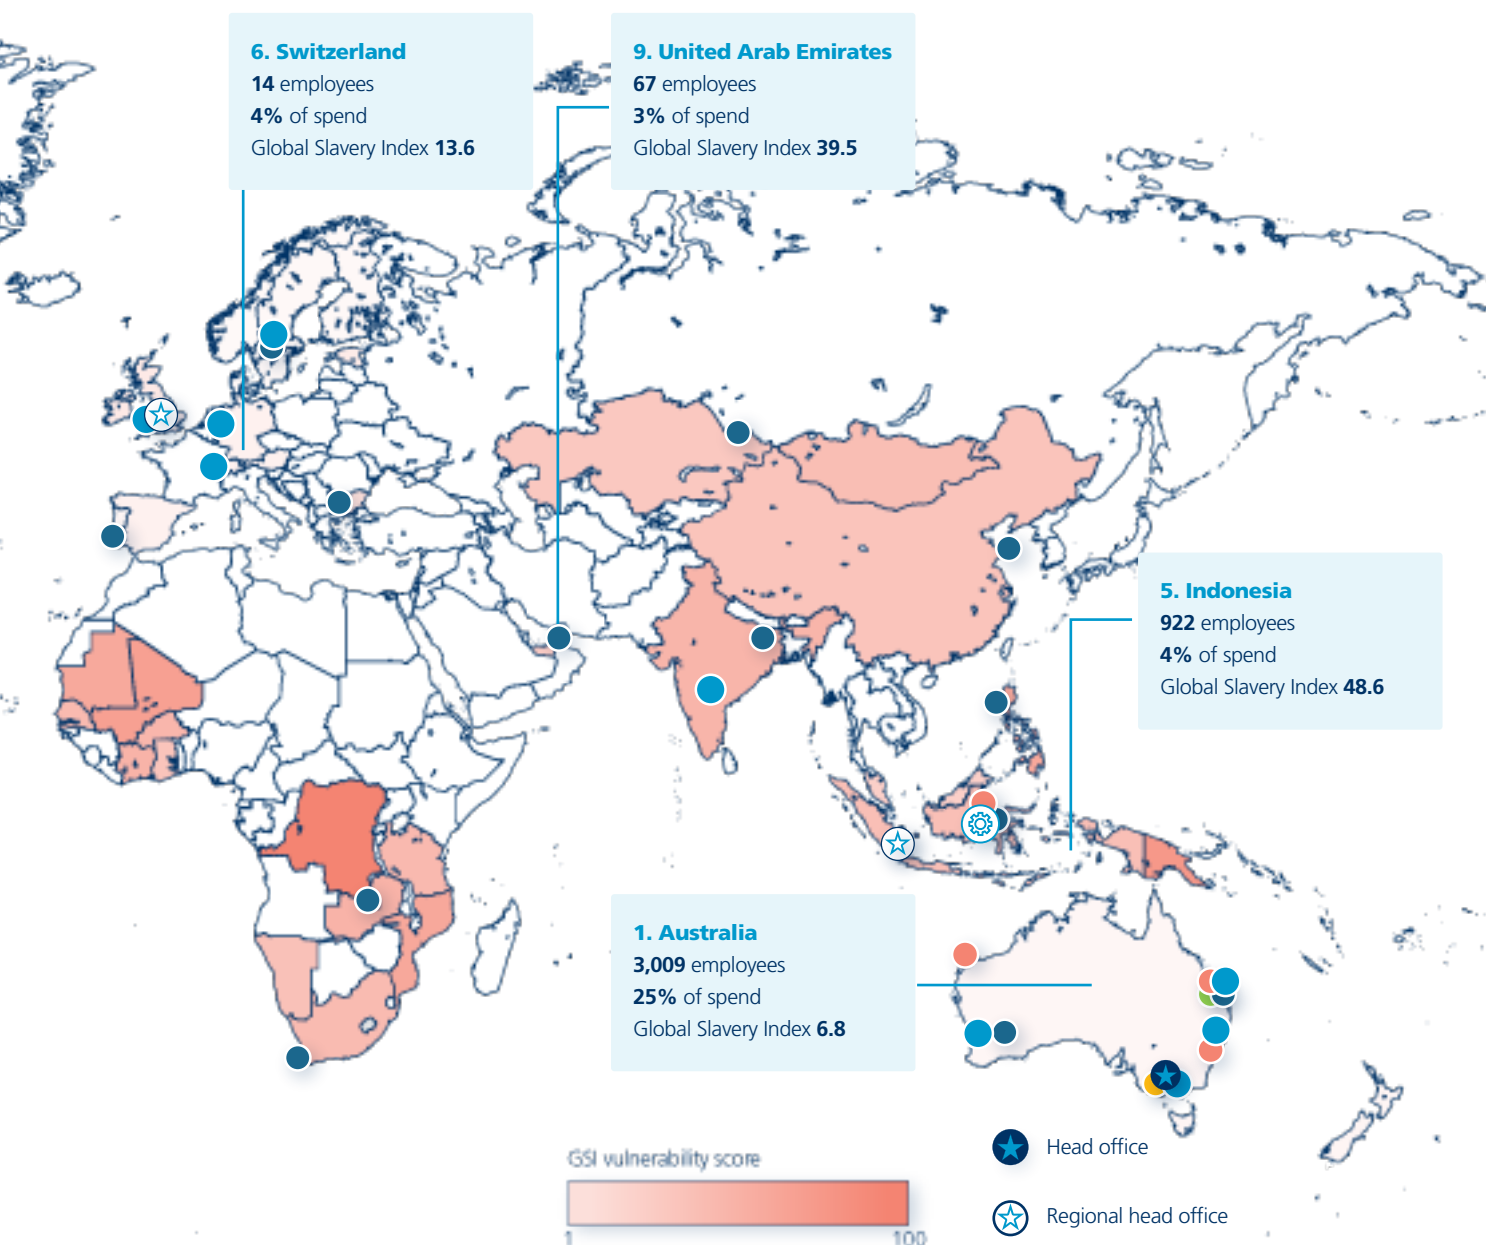 6. Switzerland
14 employees
4% of spend
Global Slavery Index 13.6
9. United Arab Emirates
67 employees
3% of spend
Global Slavery Index 39.5
5. Indonesia
922 employees
4% of spend
Global Slavery Index 48.6
1. Australia
3,009 employees
25% of spend
Global Slavery Index 6.8
GSI vulnerability score
1
100
Head office
Regional head office